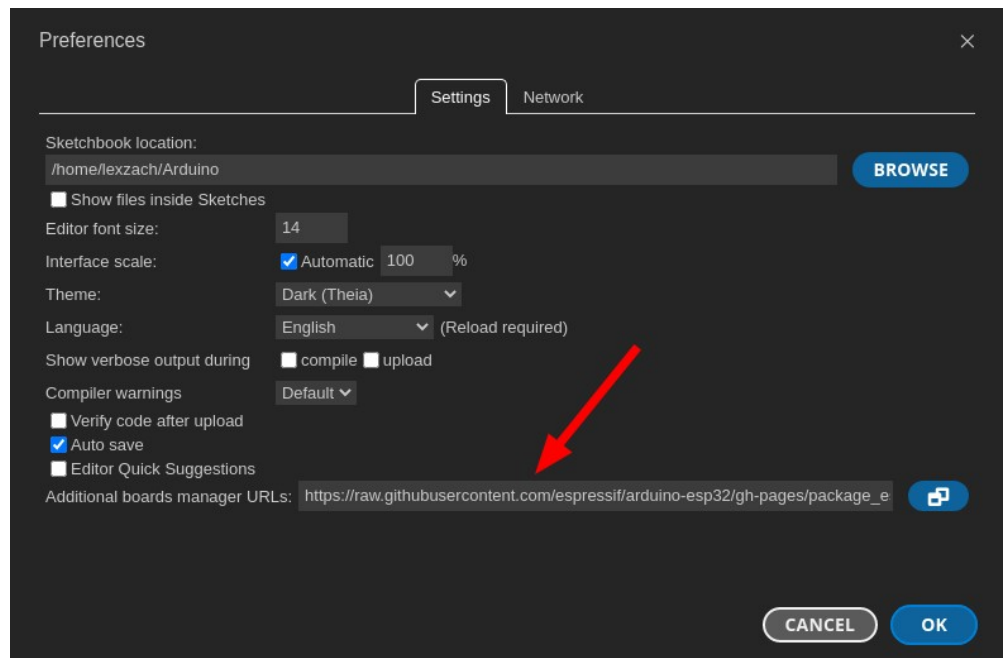 Preferences
Settings Network
Sketchbook location:
/home/lexzach/Arduino BROWSE
Show files inside Sketches
Editor font size: 14
Interface scale: Automatic 100 %
Theme: Dark (Theia)
Language: English (Reload required)
Show verbose output during compile upload
Compiler warnings Default
Verify code after upload
Auto save
Editor Quick Suggestions
Additional boards manager URLs: https://raw.githubusercontent.com/espressif/arduino-esp32/gh-pages/package_e
CANCEL OK